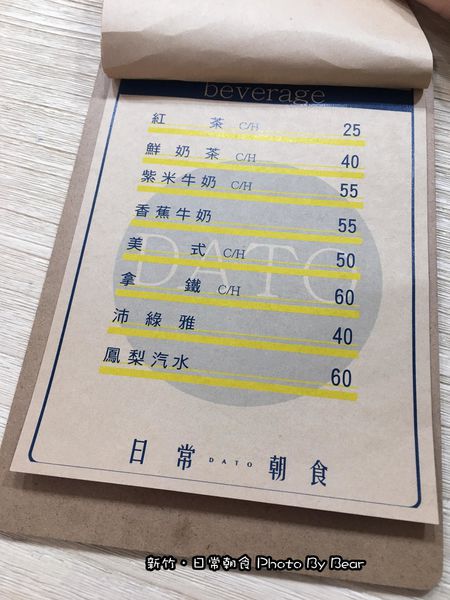 beverage
紅茶 C/H 25
鮮奶茶 C/H 40
紫米牛奶 C/H 55
香蕉牛奶 55
美式 C/H 50
拿鐵 C/H 60
沛綠雅 40
鳳梨汽水 60
DATO
日常 DATO 朝食
新竹・日常朝食 Photo By Bear